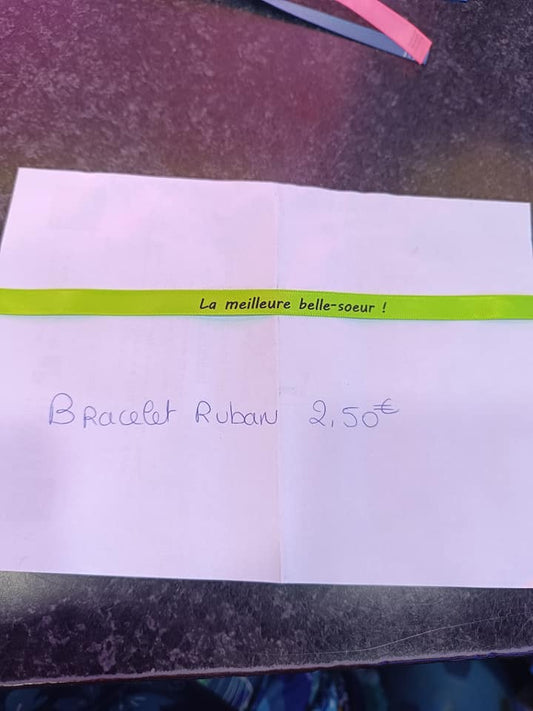 La meilleure belle-soeur !
Bracelet Ruban 2,50€